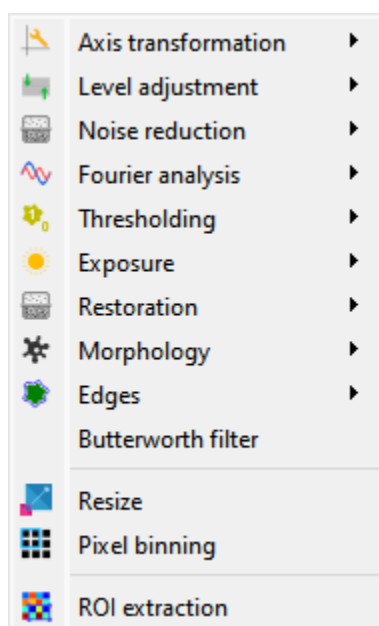 Axis transformation
Level adjustment
Noise reduction
Fourier analysis
Thresholding
Exposure
Restoration
Morphology
Edges
Butterworth filter
Resize
Pixel binning
ROI extraction